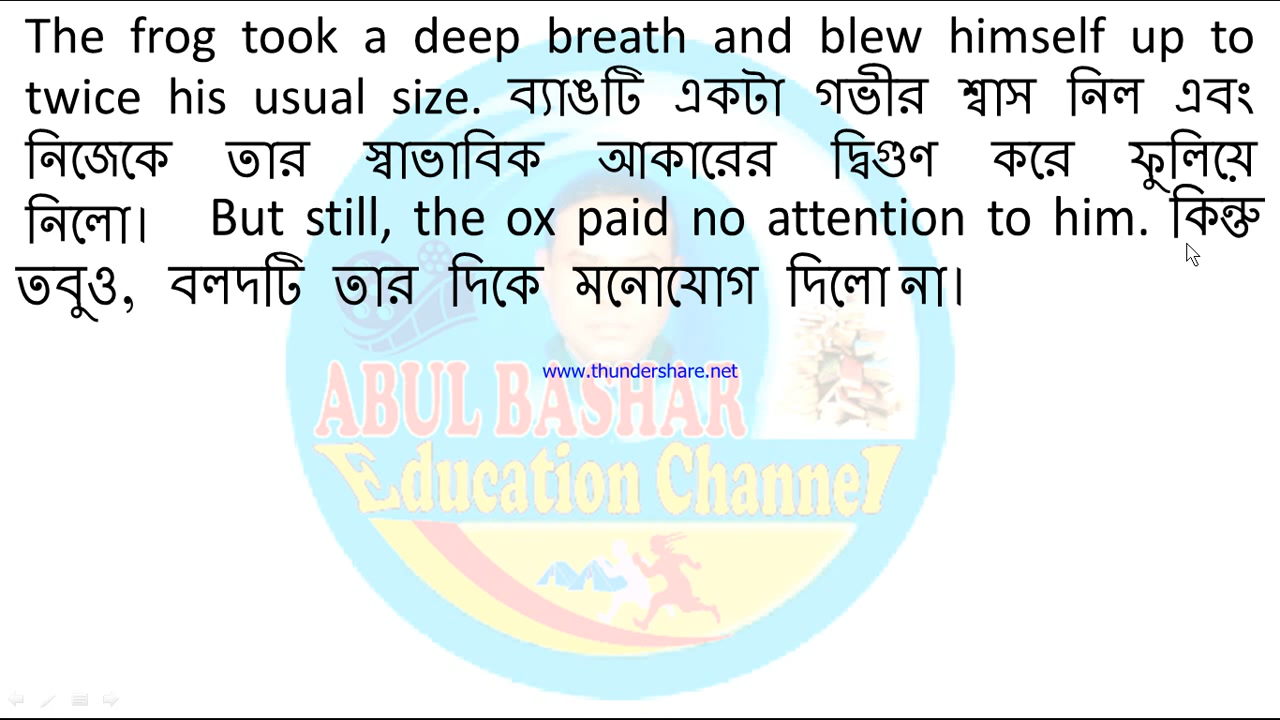 The frog took a deep breath and blew himself up to
twice his usual size. ব্যাঙটি একটা গভীর শ্বাস নিল এবং
নিজেকে তার স্বাভাবিক আকারের দ্বিগুণ করে ফুলিয়ে
নিলো। But still, the ox paid no attention to him. কিন্তু
তবুও, বলদটি তার দিকে মনোযোগ দিলো না।
www.thundershare.net
ABUL BASHAR
Education Channel